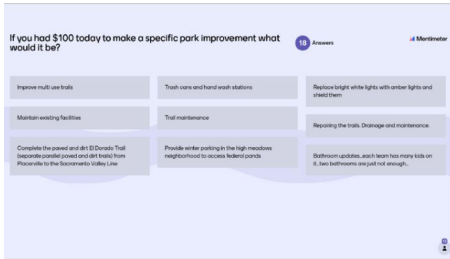 If you had $100 today to make a specific park improvement what
would it be?
18 Answers
Mentimeter
Improve multi use trails
Maintain existing facilities
Complete the paved and dirt El Dorado Trail
(separate parallel paved and dirt trails) from
Placerville to the Sacramento Valley Line
Trash cans and hand wash stations
Trail maintenance
Provide winter parking in the high meadows
neighborhood to access federal pands
Replace bright white lights with amber lights and
shield them
Repairing the trails. Drainage and maintenance.
Bathroom updates…each team has many kids on
it.. two bathrooms are just not enough…